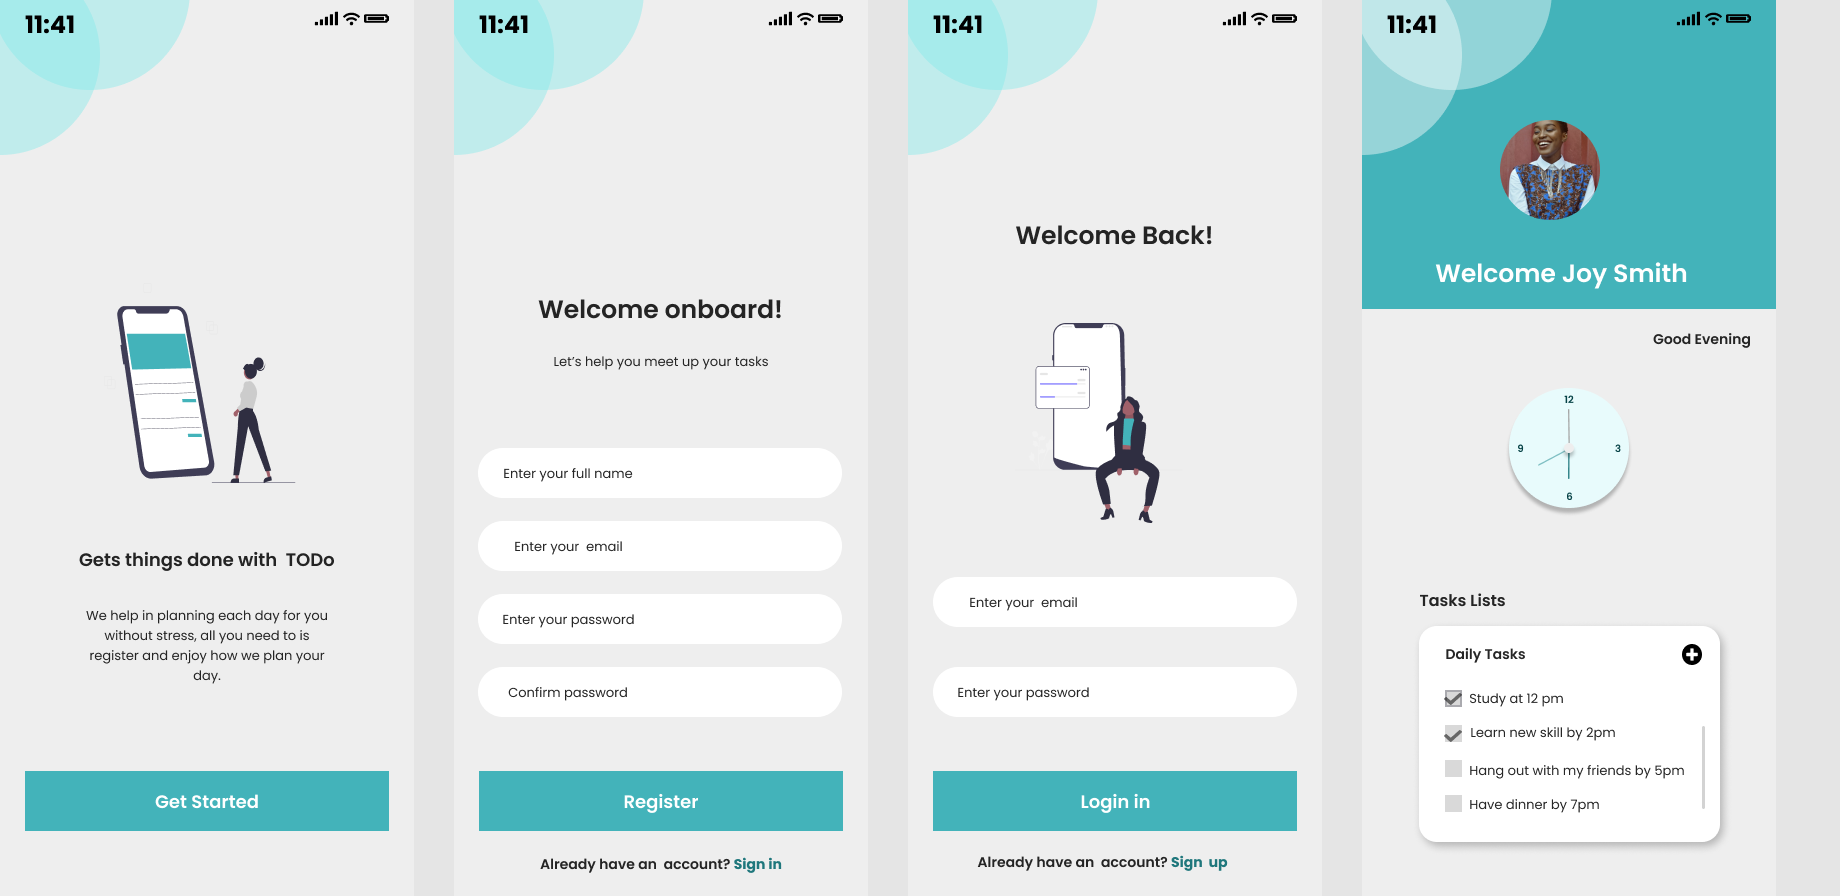 11:41
Gets things done with  TODo
We help in planning each day for you
without stress, all you need to is
register and enjoy how we plan your
day.
Get Started
11:41
Welcome onboard!
Let's help you meet up your tasks
Enter your full name
Enter your  email
Enter your password
Confirm password
Register
Already have an  account? Sign in
11:41
Welcome Back!
Enter your  email
Enter your password
Login in
Already have an  account? Sign  up
11:41
Welcome Joy Smith
Good Evening
12
9
3
6
Tasks Lists
Daily Tasks
Study at 12 pm
Learn new skill by 2pm
Hang out with my friends by 5pm
Have dinner by 7pm